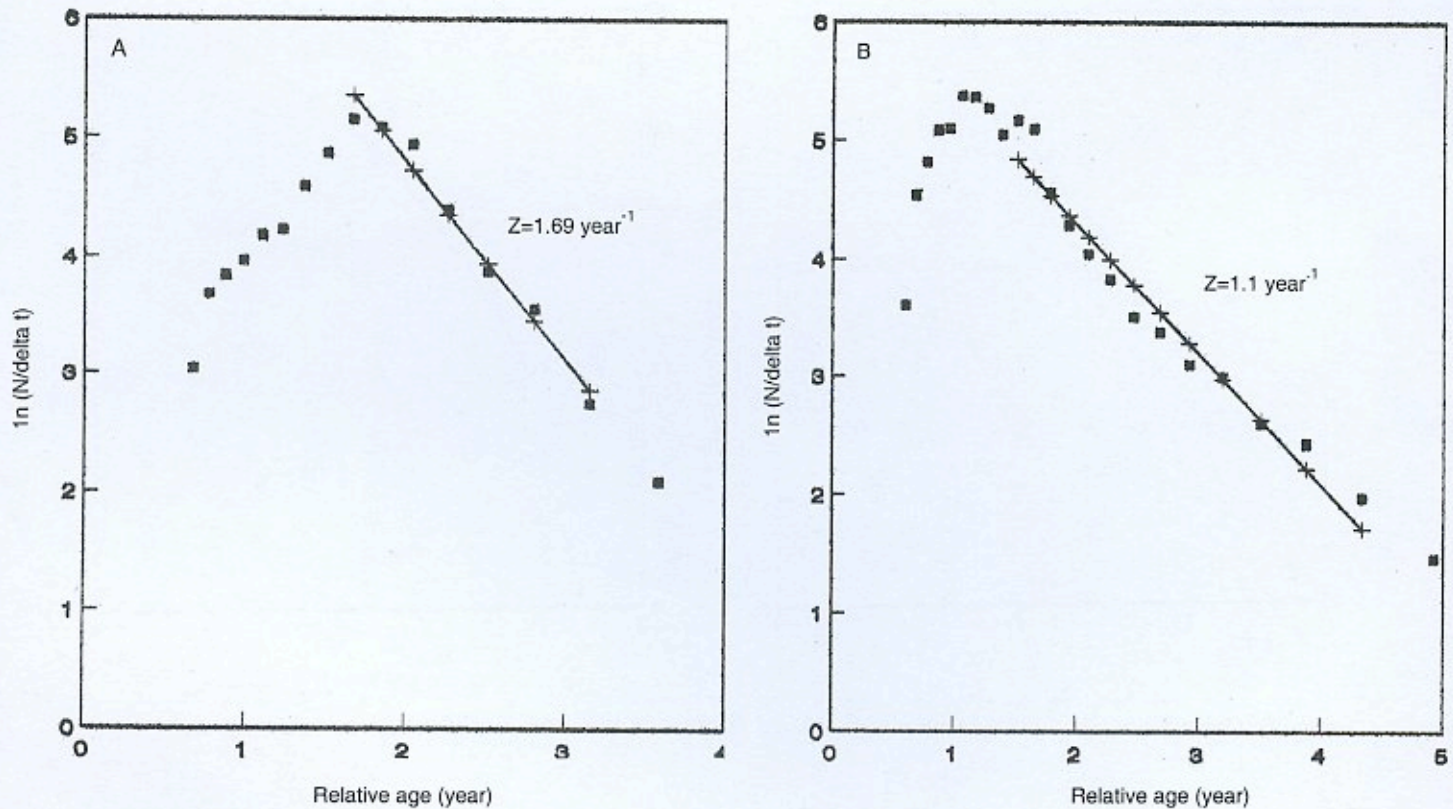 A
6
5
4
3
2
1
0
0 1 2 3 4
ln (N/delta t)
Relative age (year)
Z=1.69 year-1
B
6
5
4
3
2
1
0
0 1 2 3 4 5
ln (N/delta t)
Relative age (year)
Z=1.1 year-1